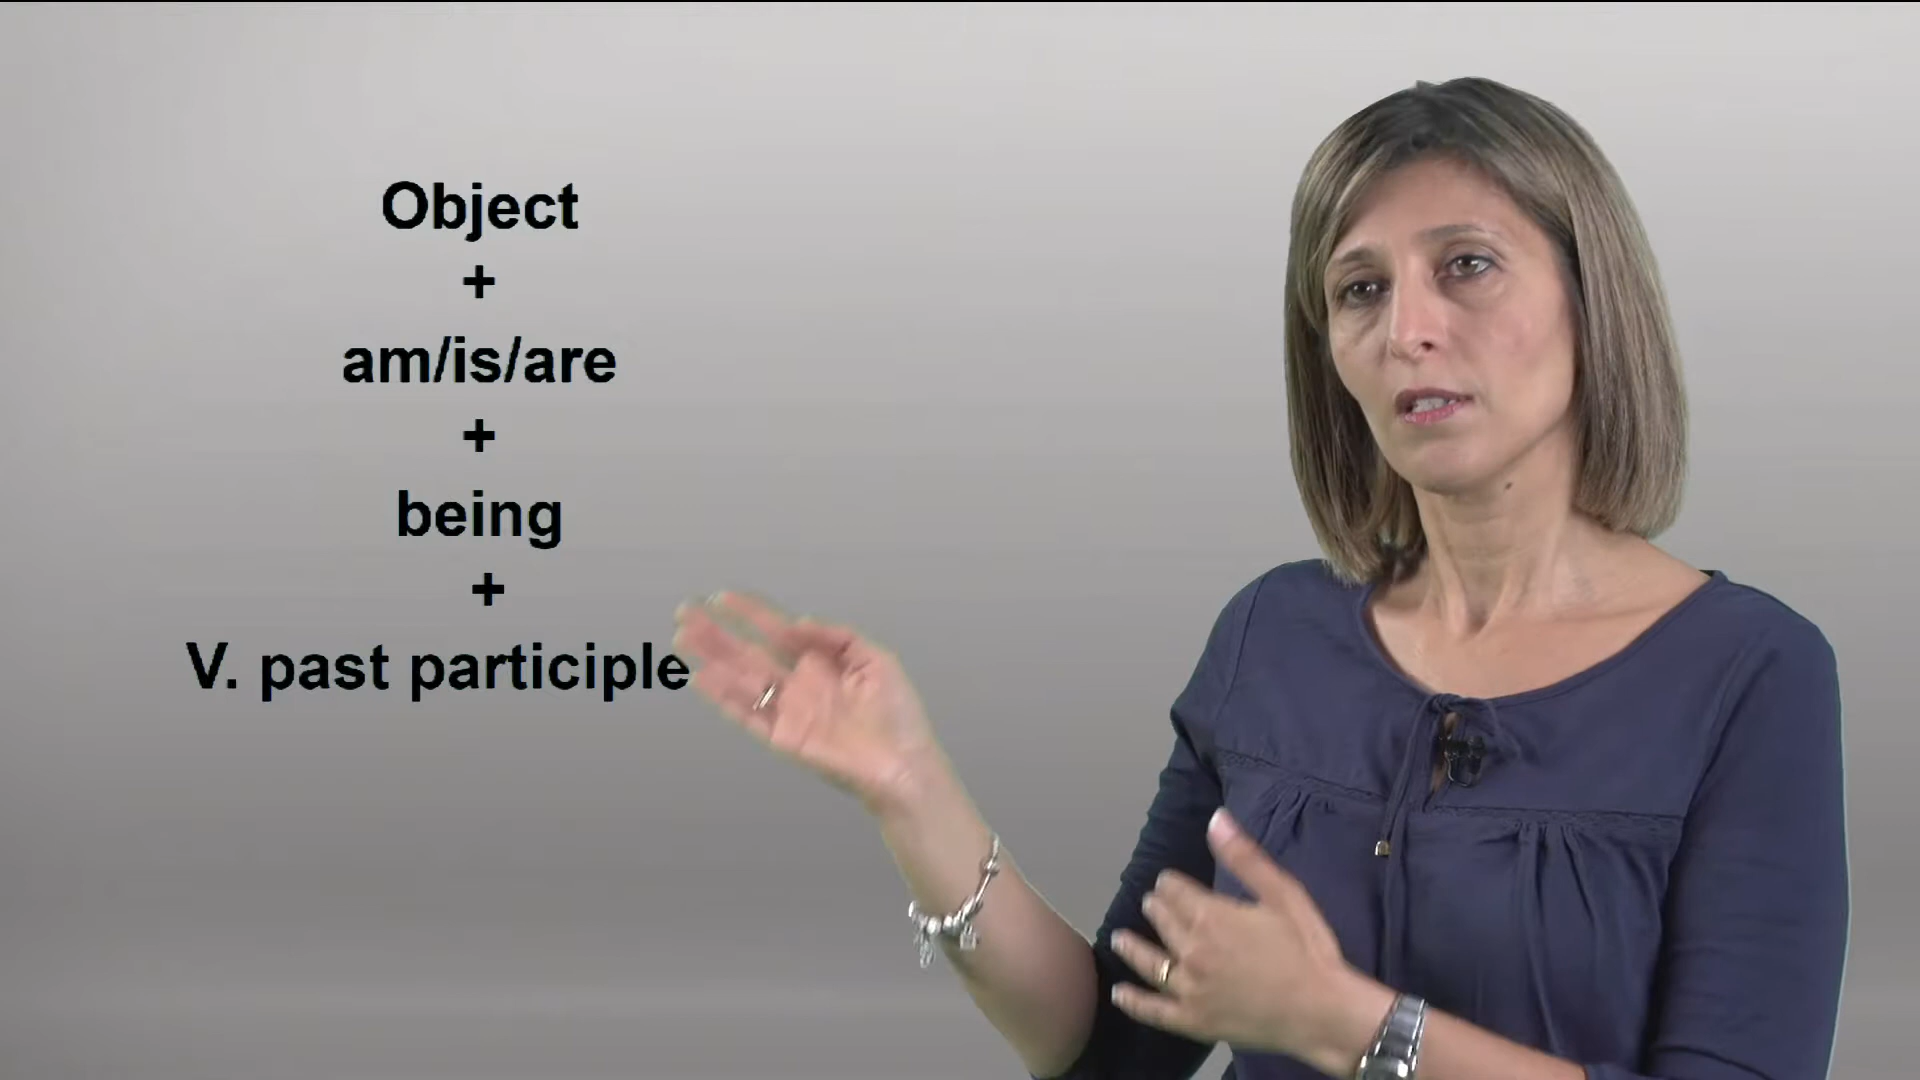 Object
+
am/is/are
+
being
+
V. past participle